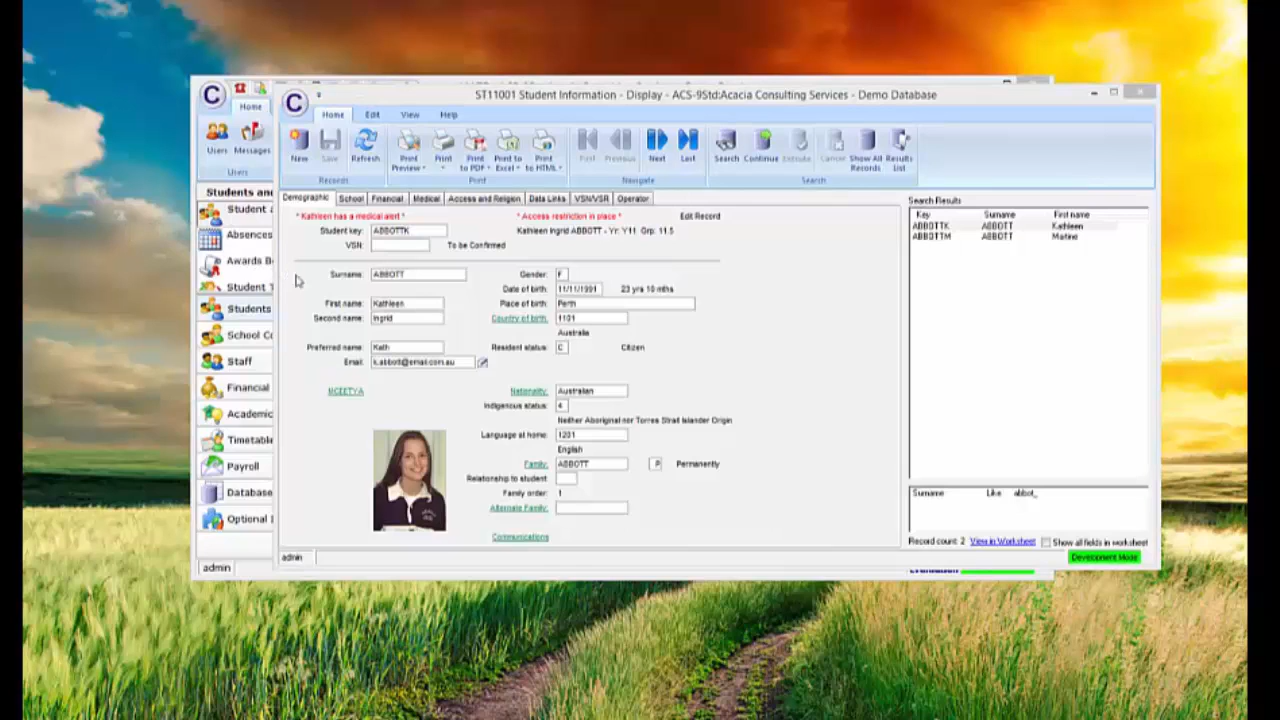 ST11001 Student Information - Display - ACS-9Std:Acacia Consulting Services - Demo Database
Home
Home Edit View Help
Users Messages
New Save Refresh Print Preview Print Print to PDF Print to Excel Print to HTML First Previous Next Last Search Continue Execute Cancel Show All Records Results List
Users
Records Print Navigate Search
Students and
Student a
Absences
Awards B
Student T
Students
School C
Staff
Financial
Academic
Timetable
Payroll
Database
Optional
admin
Demographic School Financial Medical Access and Religion Data Links VSN/VSR Operator
* Kathleen has a medical alert * * Access restriction in place * Edit Record
Student key: ABBOTTK Kathleen Ingrid ABBOTT - Yr: Y11 Grp: 11.5
VSN: To be Confirmed
Surname: ABBOTT Gender: F
Date of birth: 11/11/1991 23 yrs 10 mths
First name: Kathleen Place of birth: Perth
Second name: Ingrid Country of birth: 1101
Australia
Preferred name: Kath Resident status: C Citizen
Email: k.abbott@email.com.au
MCEETYA Nationality: Australian
Indigenous status: 4
Neither Aboriginal nor Torres Strait Islander Origin
Language at home: 1201
English
Family: ABBOTT P Permanently
Relationship to student
Family order: 1
Alternate Family:
Communications
admin
Search Results
Key Surname First name
ABBOTTK ABBOTT Kathleen
ABBOTTM ABBOTT Martine
Surname Like abbot_
Record count: 2 View in Worksheet Show all fields in worksheet
Development Mode